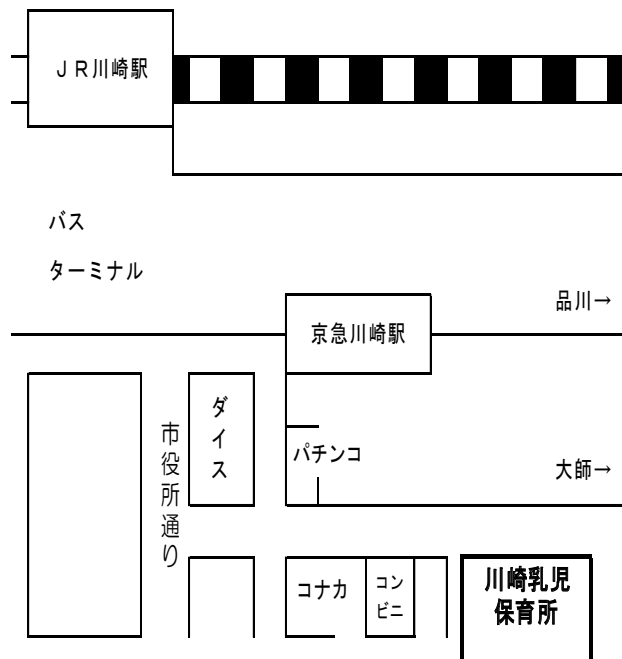 ＪＲ川崎駅
バス
ターミナル
品川→
京急川崎駅
ダイス
市役所通り
パチンコ
大師→
コナカ
コン
ビニ
川崎乳児
保育所